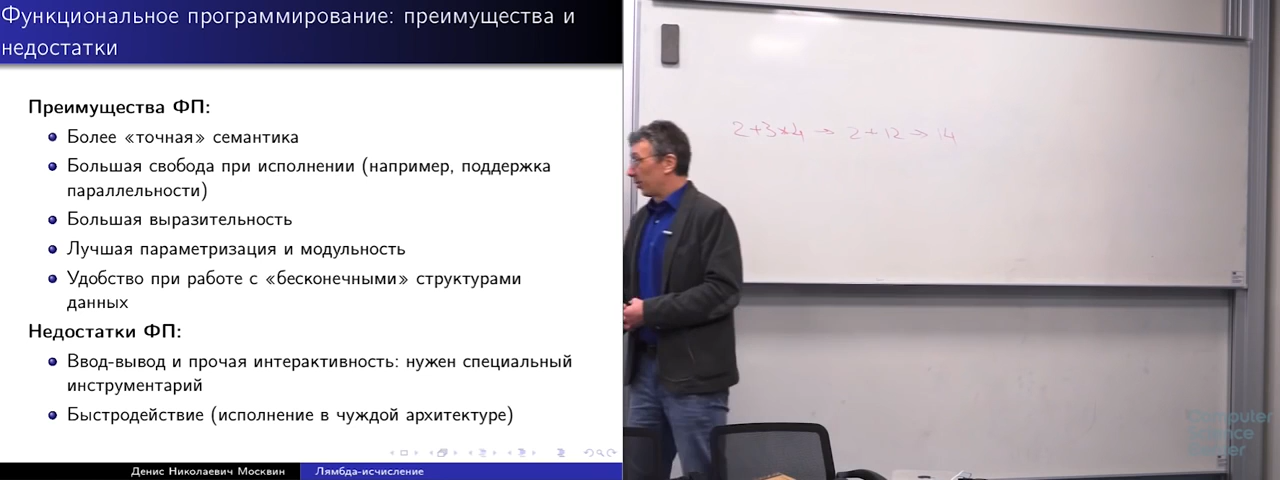 Функциональное программирование: преимущества и
недостатки
Преимущества ФП:
Более «точная» семантика
Большая свобода при исполнении (например, поддержка
параллельности)
Большая выразительность
Лучшая параметризация и модульность
Удобство при работе с «бесконечными» структурами
данных
Недостатки ФП:
Ввод-вывод и прочая интерактивность: нужен специальный
инструментарий
Быстродействие (исполнение в чуждой архитектуре)
Денис Николаевич Москвин
Лямбда-исчисление
2+3*4 → 2+12 → 14
Computer
Science
Center